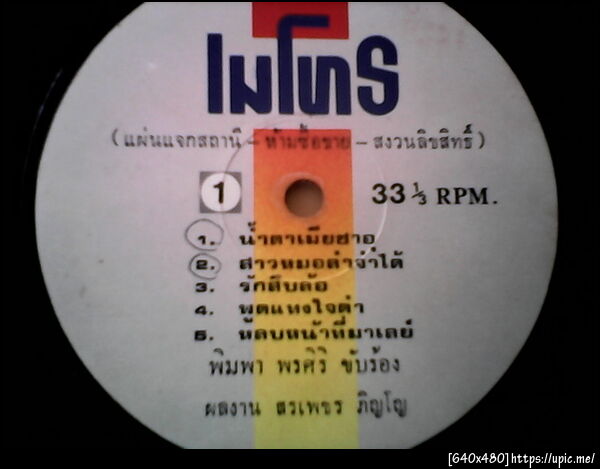 เมโทร
(แผ่นแจกสถานี - ห้ามซื้อขาย - สงวนลิขสิทธิ์)
1 33 ⅓ RPM.
1. น้ำตาเมียซาอุ
2. สาวหมอลำจำได้
3. รักสิบล้อ
4. พูดแทงใจดำ
5. หลบหน้าที่มาเลย์
พิมพา พรศิริ ขับร้อง
ผลงาน สรเพชร ภิญโญ
[640x480]https://upic.me/